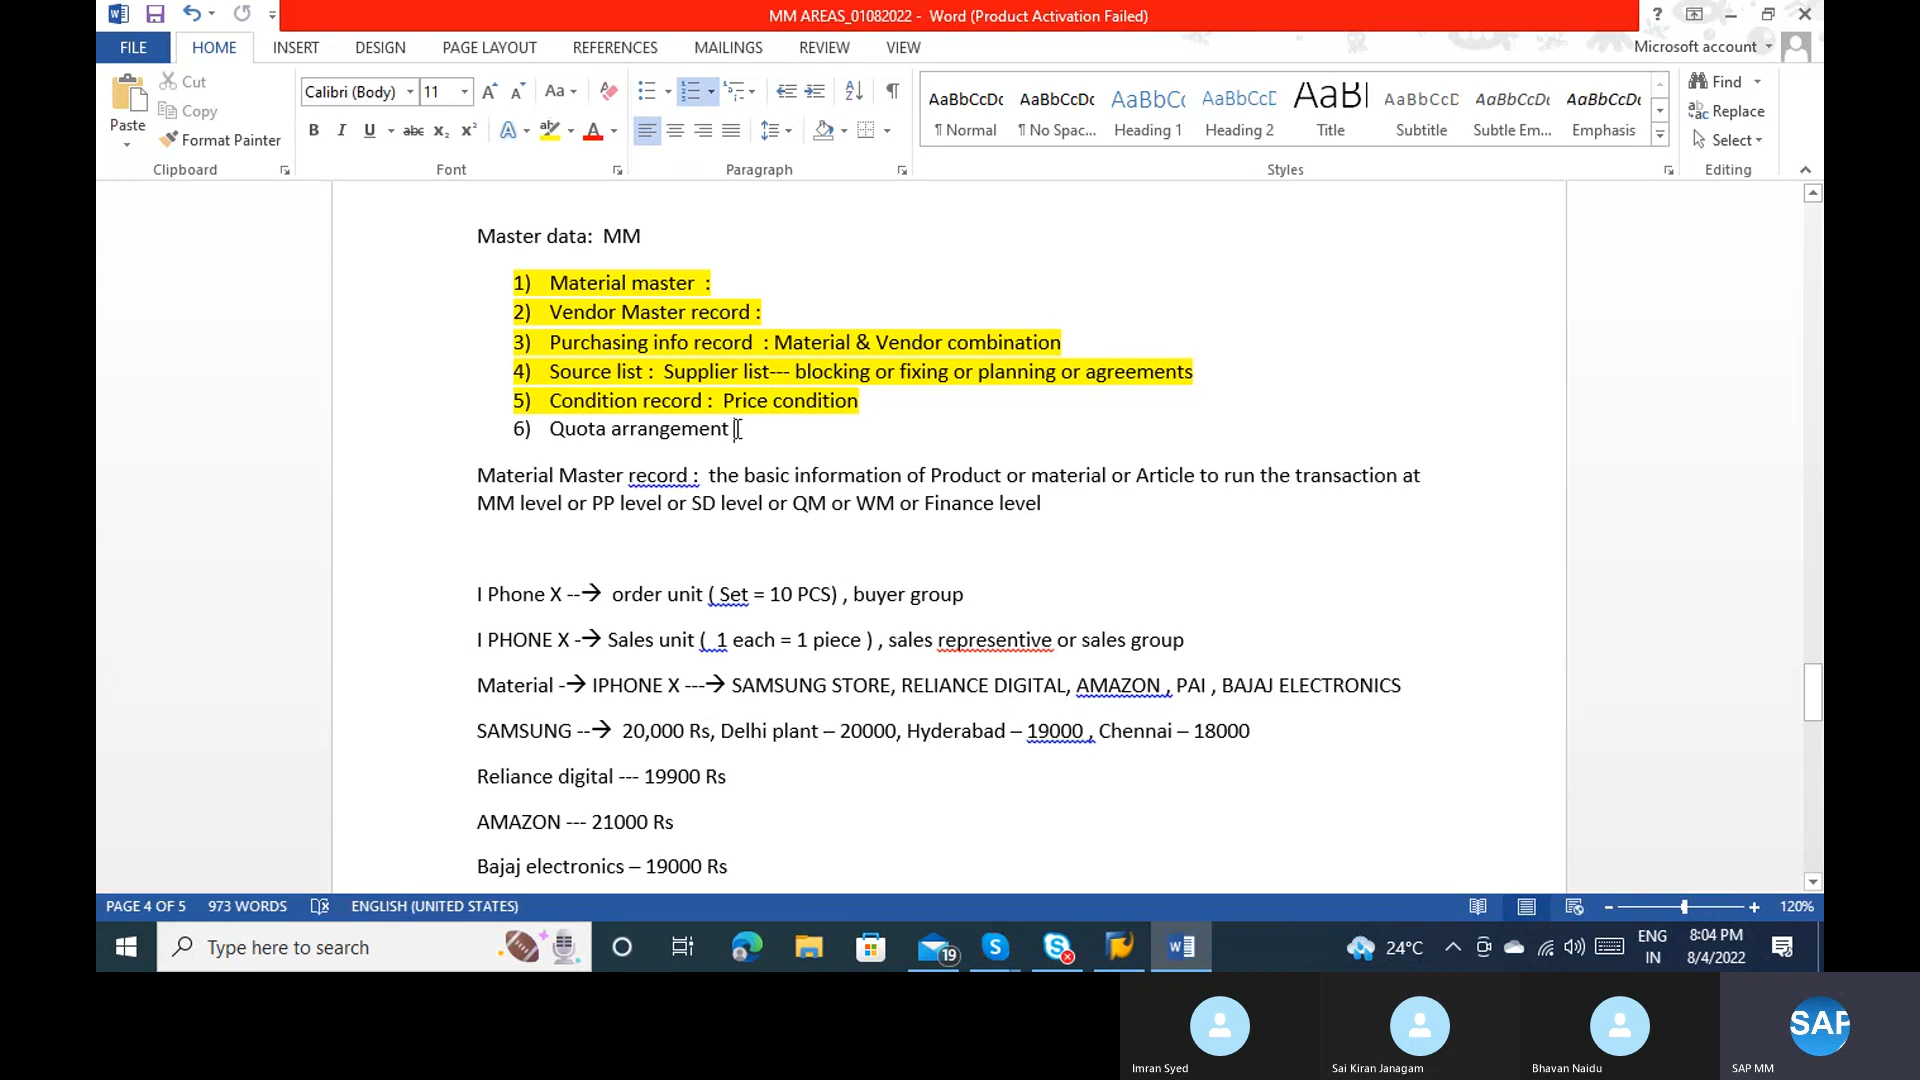 MM AREAS_01082022 - Word (Product Activation Failed)
FILE HOME INSERT DESIGN PAGE LAYOUT REFERENCES MAILINGS REVIEW VIEW Microsoft account
Paste
Cut
Copy
Format Painter
Clipboard
Calibri (Body) 11
Font
Paragraph
AaBbCcDc AaBbCcDc AaBbC AaBbCcD AaB AaBbCcD AaBbCcDc AaBbCcDc
¶ Normal ¶ No Spac... Heading 1 Heading 2 Title Subtitle Subtle Em... Emphasis
Styles
Find
Replace
Select
Editing
Master data: MM
1) Material master :
2) Vendor Master record :
3) Purchasing info record : Material & Vendor combination
4) Source list : Supplier list--- blocking or fixing or planning or agreements
5) Condition record : Price condition
6) Quota arrangement
Material Master record : the basic information of Product or material or Article to run the transaction at
MM level or PP level or SD level or QM or WM or Finance level
I Phone X --→ order unit ( Set = 10 PCS) , buyer group
I PHONE X -→ Sales unit ( 1 each = 1 piece ) , sales representive or sales group
Material -→ IPHONE X ---→ SAMSUNG STORE, RELIANCE DIGITAL, AMAZON , PAI , BAJAJ ELECTRONICS
SAMSUNG --→ 20,000 Rs, Delhi plant – 20000, Hyderabad – 19000 , Chennai – 18000
Reliance digital --- 19900 Rs
AMAZON --- 21000 Rs
Bajaj electronics – 19000 Rs
PAGE 4 OF 5 973 WORDS ENGLISH (UNITED STATES) 120%
Type here to search
19
24°C
ENG
IN
8:04 PM
8/4/2022
SAP
Imran Syed Sai Kiran Janagam Bhavan Naidu SAP MM